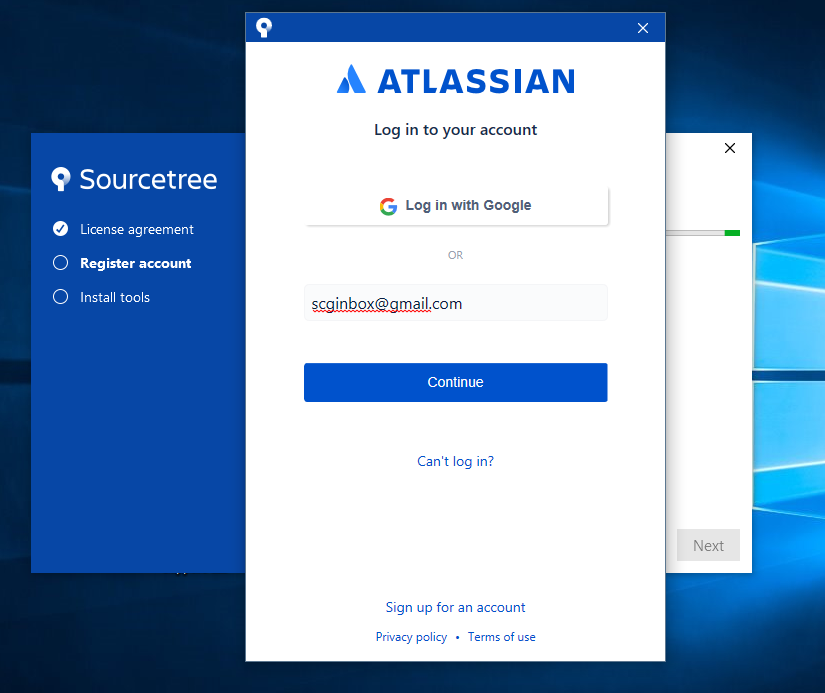 ATLASSIAN
Log in to your account
Log in with Google
OR
scginbox@gmail.com
Continue
Can't log in?
Sign up for an account
Privacy policy • Terms of use
Sourcetree
License agreement
Register account
Install tools
Next